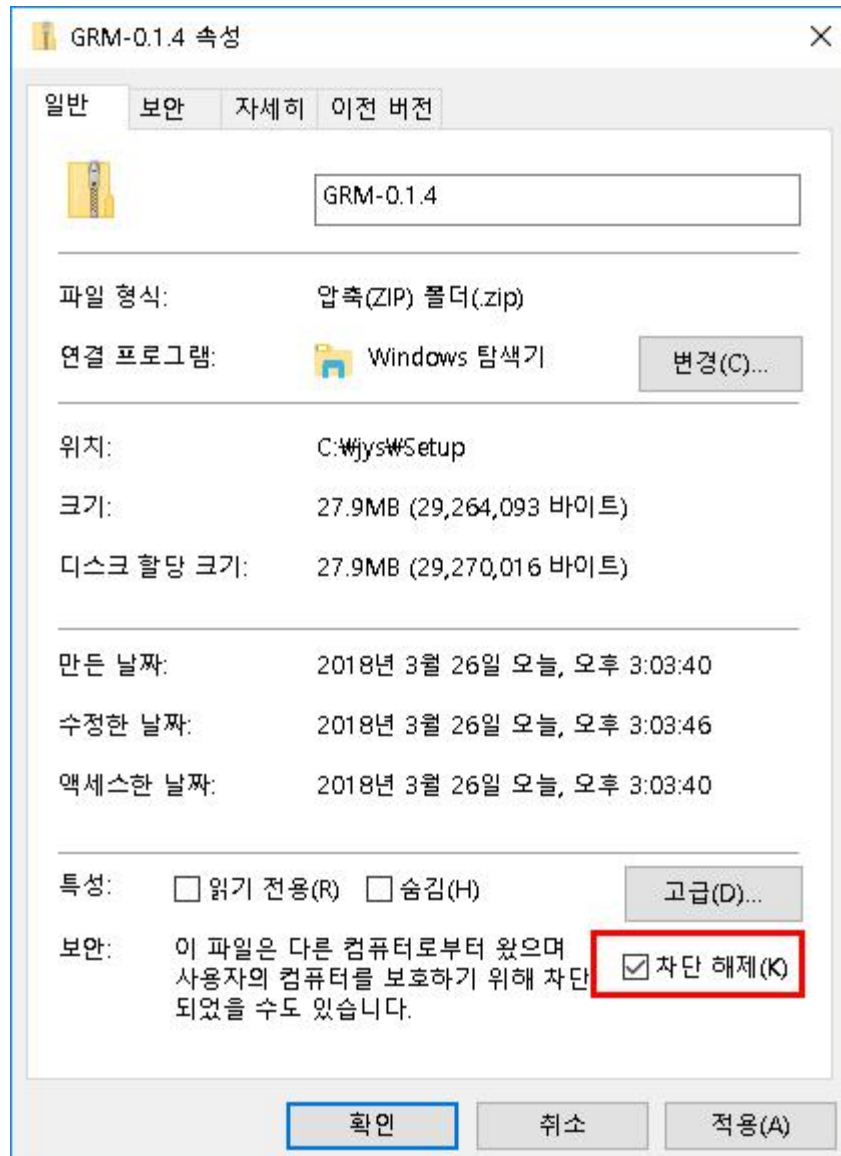 GRM-0.1.4 속성
일반 보안 자세히 이전 버전
GRM-0.1.4
파일 형식: 압축(ZIP) 폴더(.zip)
연결 프로그램: Windows 탐색기 변경(C)...
위치: C:₩jys₩Setup
크기: 27.9MB (29,264,093 바이트)
디스크 할당 크기: 27.9MB (29,270,016 바이트)
만든 날짜: 2018년 3월 26일 오늘, 오후 3:03:40
수정한 날짜: 2018년 3월 26일 오늘, 오후 3:03:46
액세스한 날짜: 2018년 3월 26일 오늘, 오후 3:03:40
특성: 읽기 전용(R) 숨김(H) 고급(D)...
보안: 이 파일은 다른 컴퓨터로부터 왔으며
사용자의 컴퓨터를 보호하기 위해 차단 차단 해제(K)
되었을 수도 있습니다.
확인 취소 적용(A)